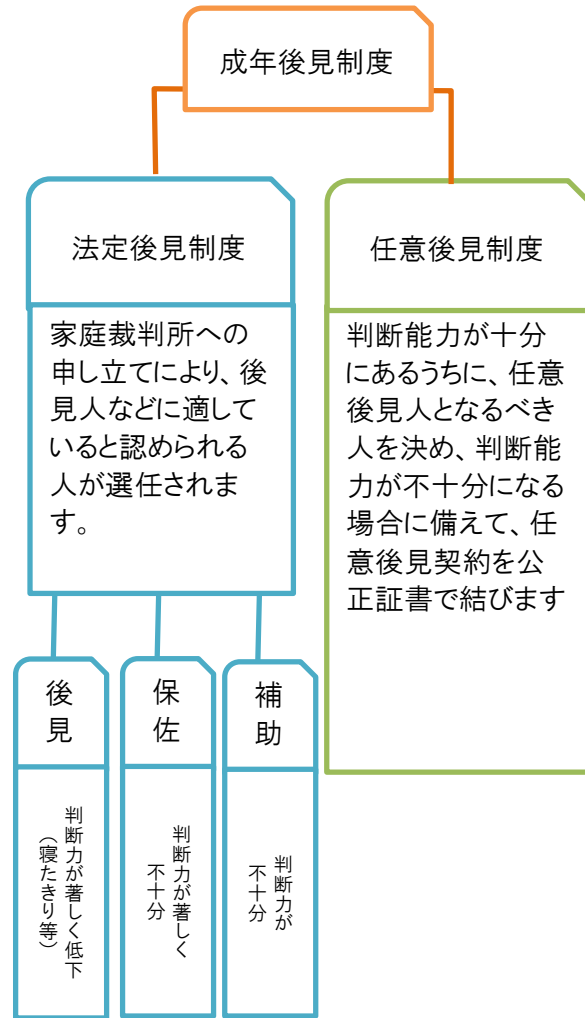 成年後見制度
法定後見制度
家庭裁判所への
申し立てにより、後
見人などに適して
いると認められる
人が選任されま
す。
任意後見制度
判断能力が十分
にあるうちに、任意
後見人となるべき
人を決め、判断能
力が不十分になる
場合に備えて、任
意後見契約を公
正証書で結びます
後見
判断力が著しく低下
（寝たきり等）
保佐
判断力が著しく
不十分
補助
判断力が
不十分